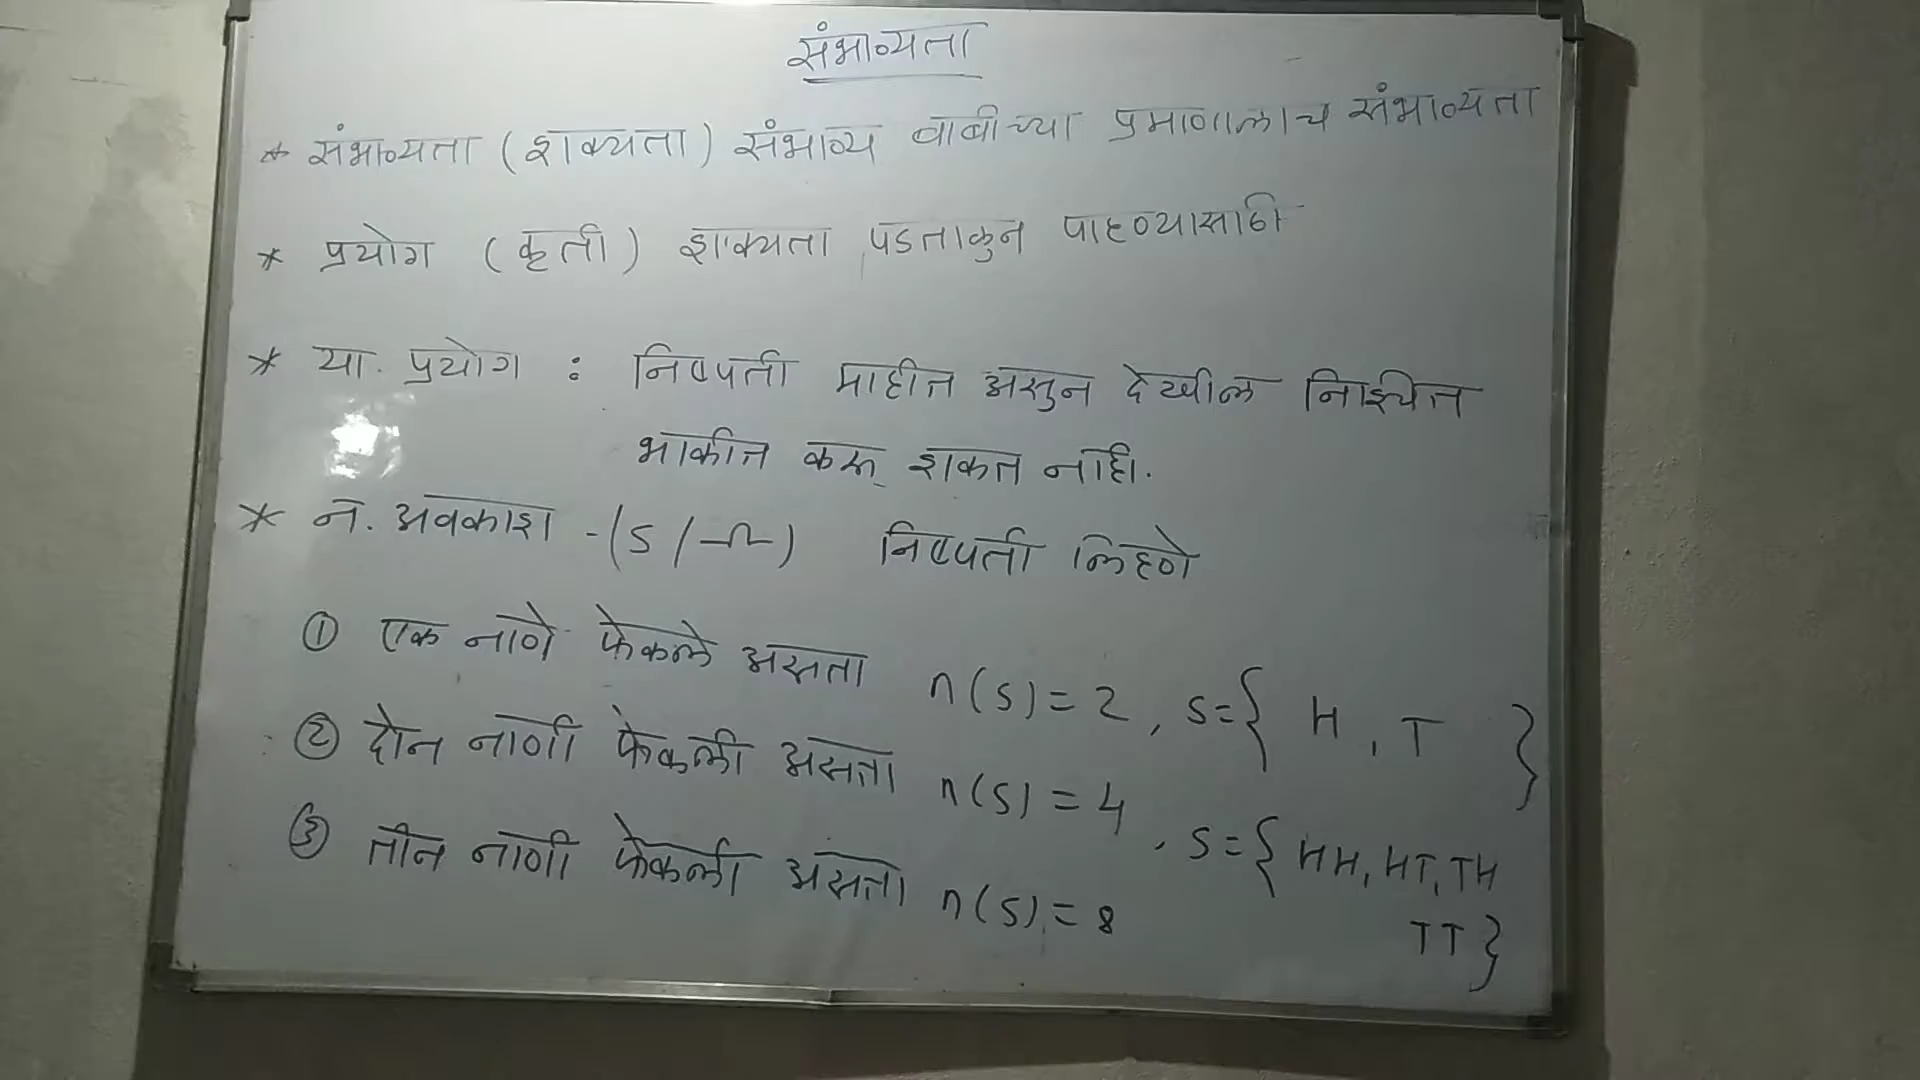 संभाव्यता
* संभाव्यता (शक्यता) संभाव्य बाबींच्या प्रमाणालाच संभाव्यता
* प्रयोग (कृती) शक्यता पडताळुन पाहण्यासाठी
* या. प्रयोग : निष्पत्ती माहीत असुन देखील निश्चित
भाकीत करू शकत नाही.
* न. अवकाश - (S / Ω) निष्पत्ती लिहणे
① एक नाणे फेकले असता n(S) = 2, S = { H, T }
② दोन नाणी फेकली असता n(S) = 4, S = { HH, HT, TH
TT }
③ तीन नाणी फेकली असता n(S) = 8